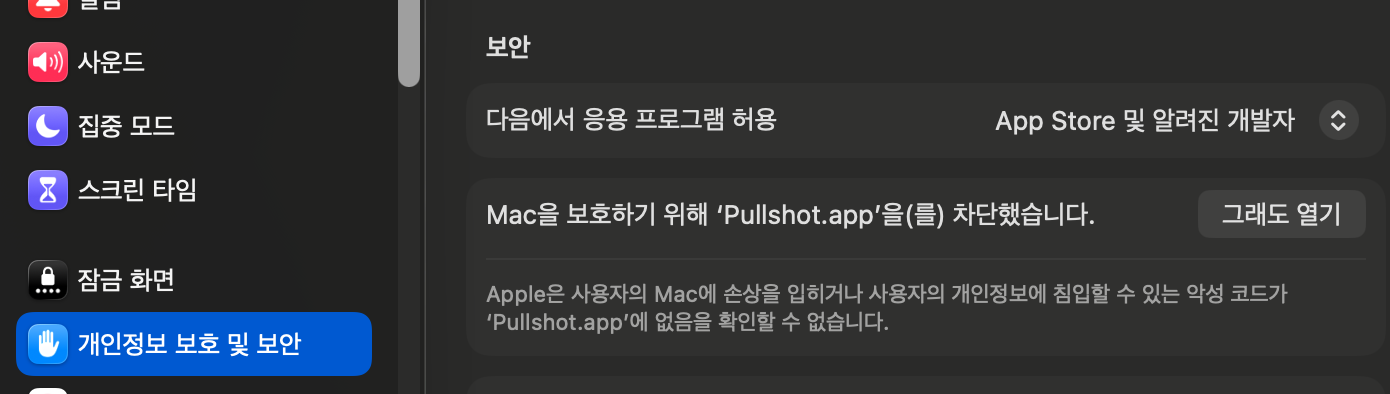 알림
사운드
집중 모드
스크린 타임
잠금 화면
개인정보 보호 및 보안
보안
다음에서 응용 프로그램 허용
App Store 및 알려진 개발자
Mac을 보호하기 위해 ‘Pullshot.app’을(를) 차단했습니다.
그래도 열기
Apple은 사용자의 Mac에 손상을 입히거나 사용자의 개인정보에 침입할 수 있는 악성 코드가
‘Pullshot.app’에 없음을 확인할 수 없습니다.